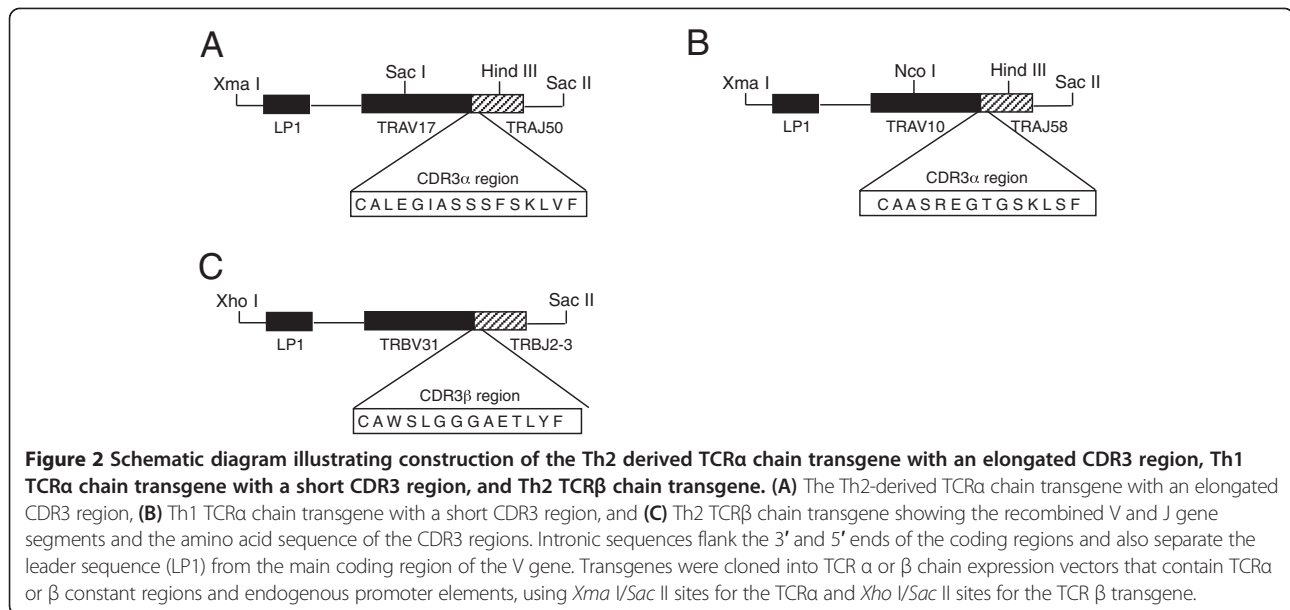 A
Xma I
Sac I
Hind III
Sac II
LP1
TRAV17
TRAJ50
CDR3α region
C A L E G I A S S S F S K L V F
B
Xma I
Nco I
Hind III
Sac II
LP1
TRAV10
TRAJ58
CDR3α region
C A A S R E G T G S K L S F
C
Xho I
Sac II
LP1
TRBV31
TRBJ2-3
CDR3β region
C A W S L G G G A E T L Y F
Figure 2 Schematic diagram illustrating construction of the Th2 derived TCRα chain transgene with an elongated CDR3 region, Th1
TCRα chain transgene with a short CDR3 region, and Th2 TCRβ chain transgene. (A) The Th2-derived TCRα chain transgene with an elongated
CDR3 region, (B) Th1 TCRα chain transgene with a short CDR3 region, and (C) Th2 TCRβ chain transgene showing the recombined V and J gene
segments and the amino acid sequence of the CDR3 regions. Intronic sequences flank the 3′ and 5′ ends of the coding regions and also separate the
leader sequence (LP1) from the main coding region of the V gene. Transgenes were cloned into TCR α or β chain expression vectors that contain TCRα
or β constant regions and endogenous promoter elements, using Xma I/Sac II sites for the TCRα and Xho I/Sac II sites for the TCR β transgene.